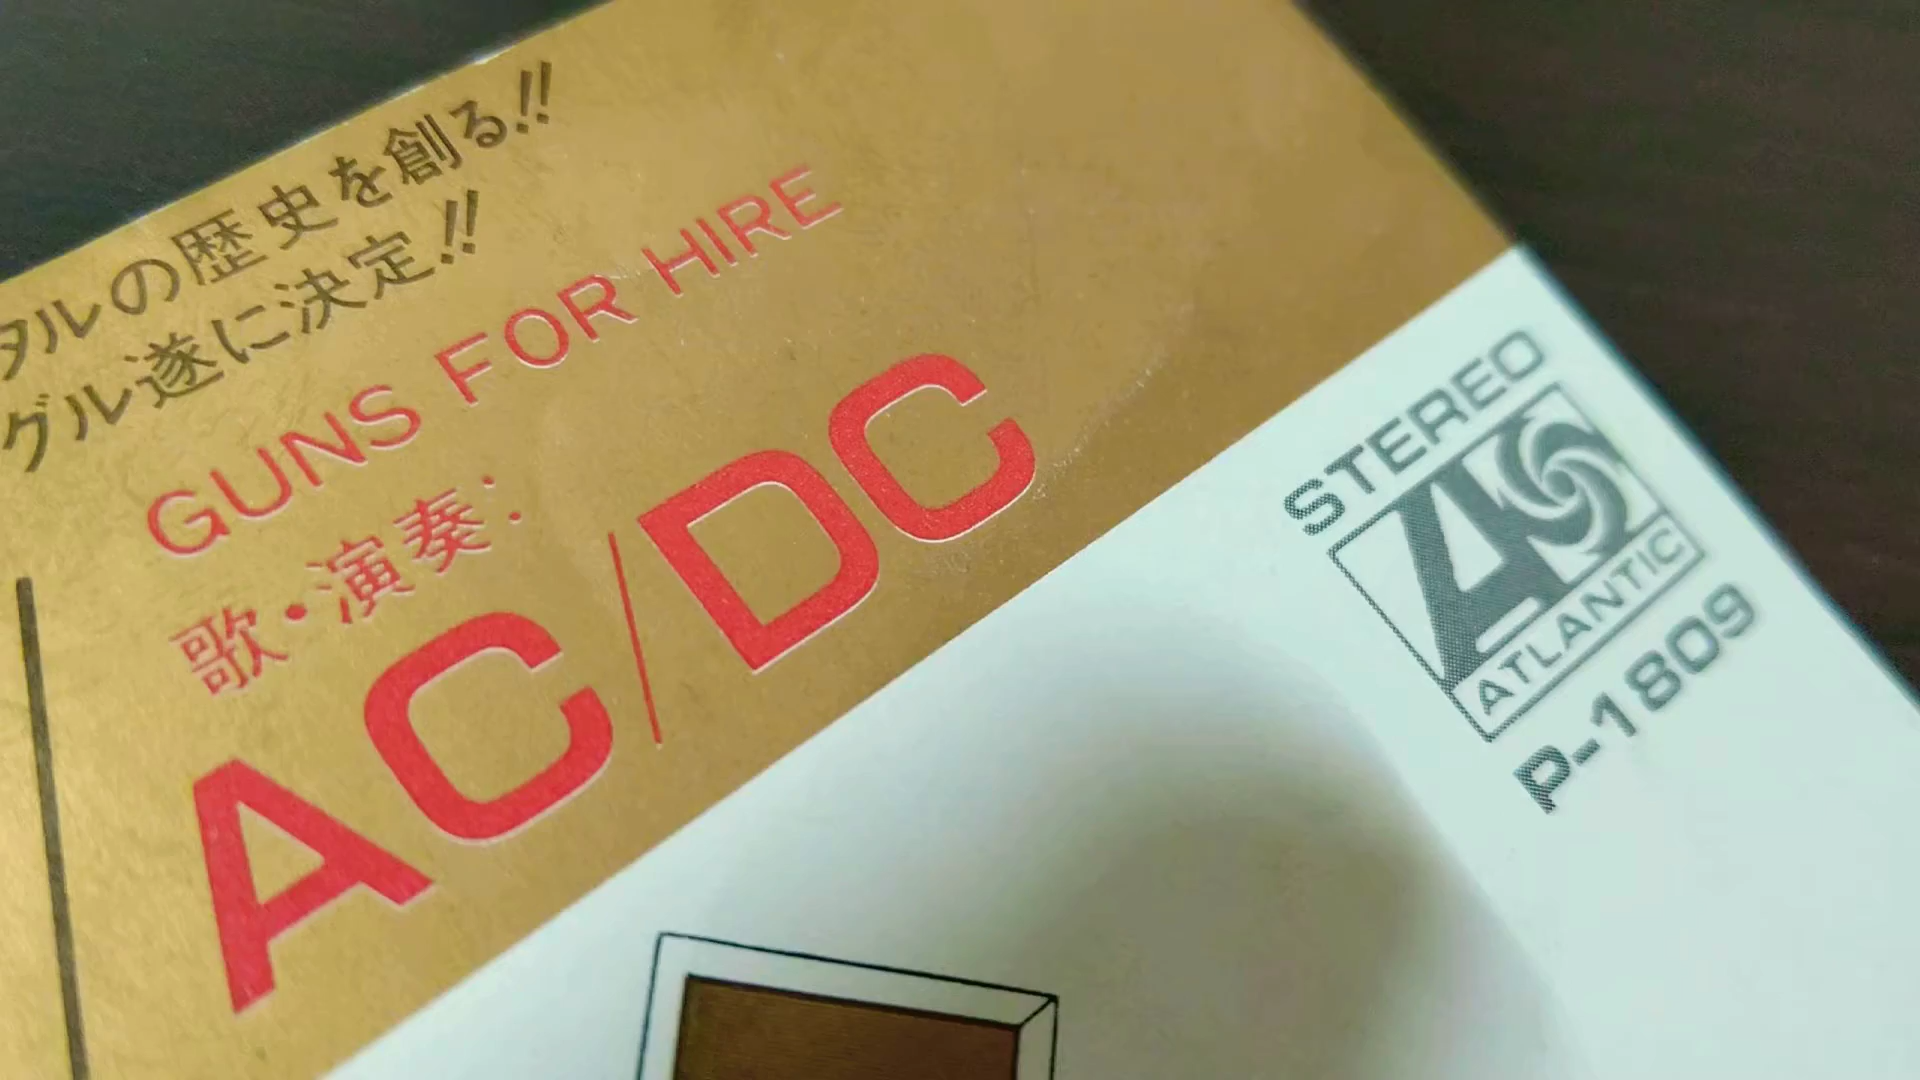 タルの歴史を創る!!
グル遂に決定!!
GUNS FOR HIRE
歌・演奏:
AC/DC
STEREO
ATLANTIC
P-1809